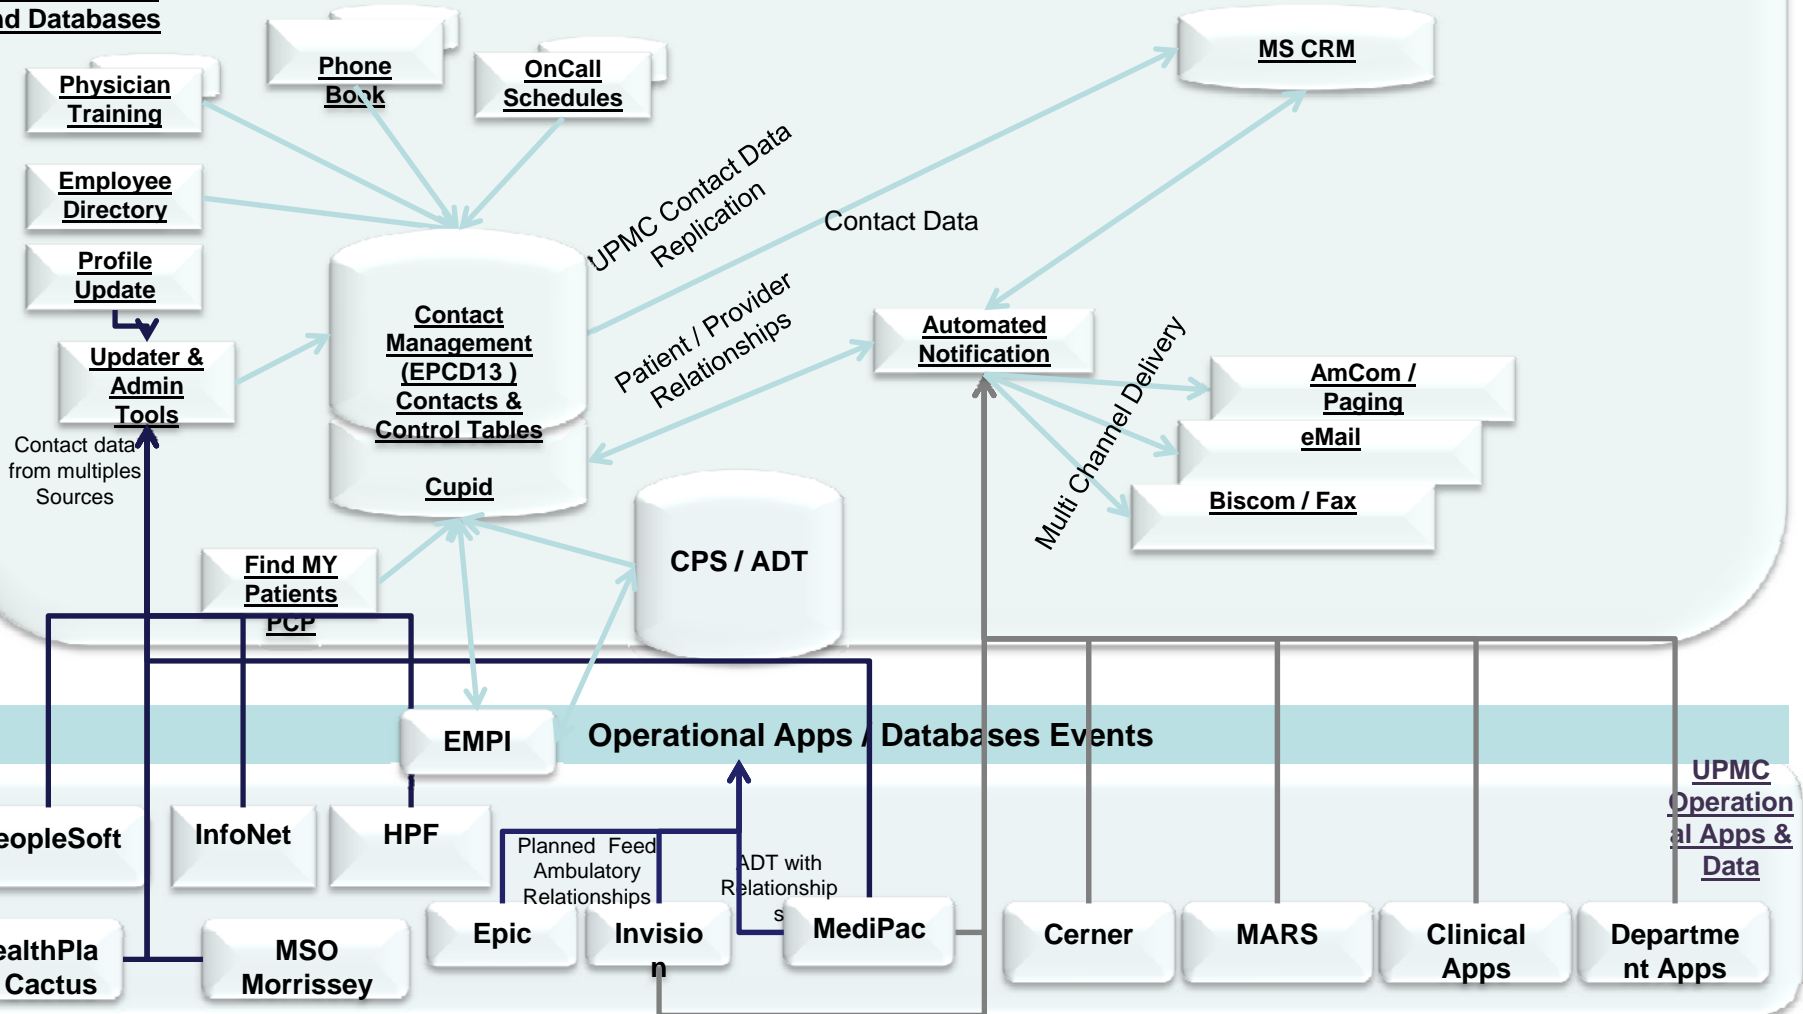 nd Databases
Phone
Book
OnCall
Schedules
MS CRM
Physician
Training
Employee
Directory
Profile
Update
Updater &
Admin
Tools
Contact data
from multiples
Sources
UPMC Contact Data
Replication
Contact Data
Contact
Management
(EPCD13 )
Contacts &
Control Tables
Cupid
Patient / Provider
Relationships
Automated
Notification
Multi Channel Delivery
AmCom /
Paging
eMail
Biscom / Fax
Find MY
Patients
PCP
CPS / ADT
EMPI
Operational Apps / Databases Events
UPMC
Operation
al Apps &
Data
eopleSoft
InfoNet
HPF
Planned  Feed
Ambulatory
Relationships
ADT with
Relationship
s
ealthPla
Cactus
MSO
Morrissey
Epic
Invisio
n
MediPac
Cerner
MARS
Clinical
Apps
Departme
nt Apps